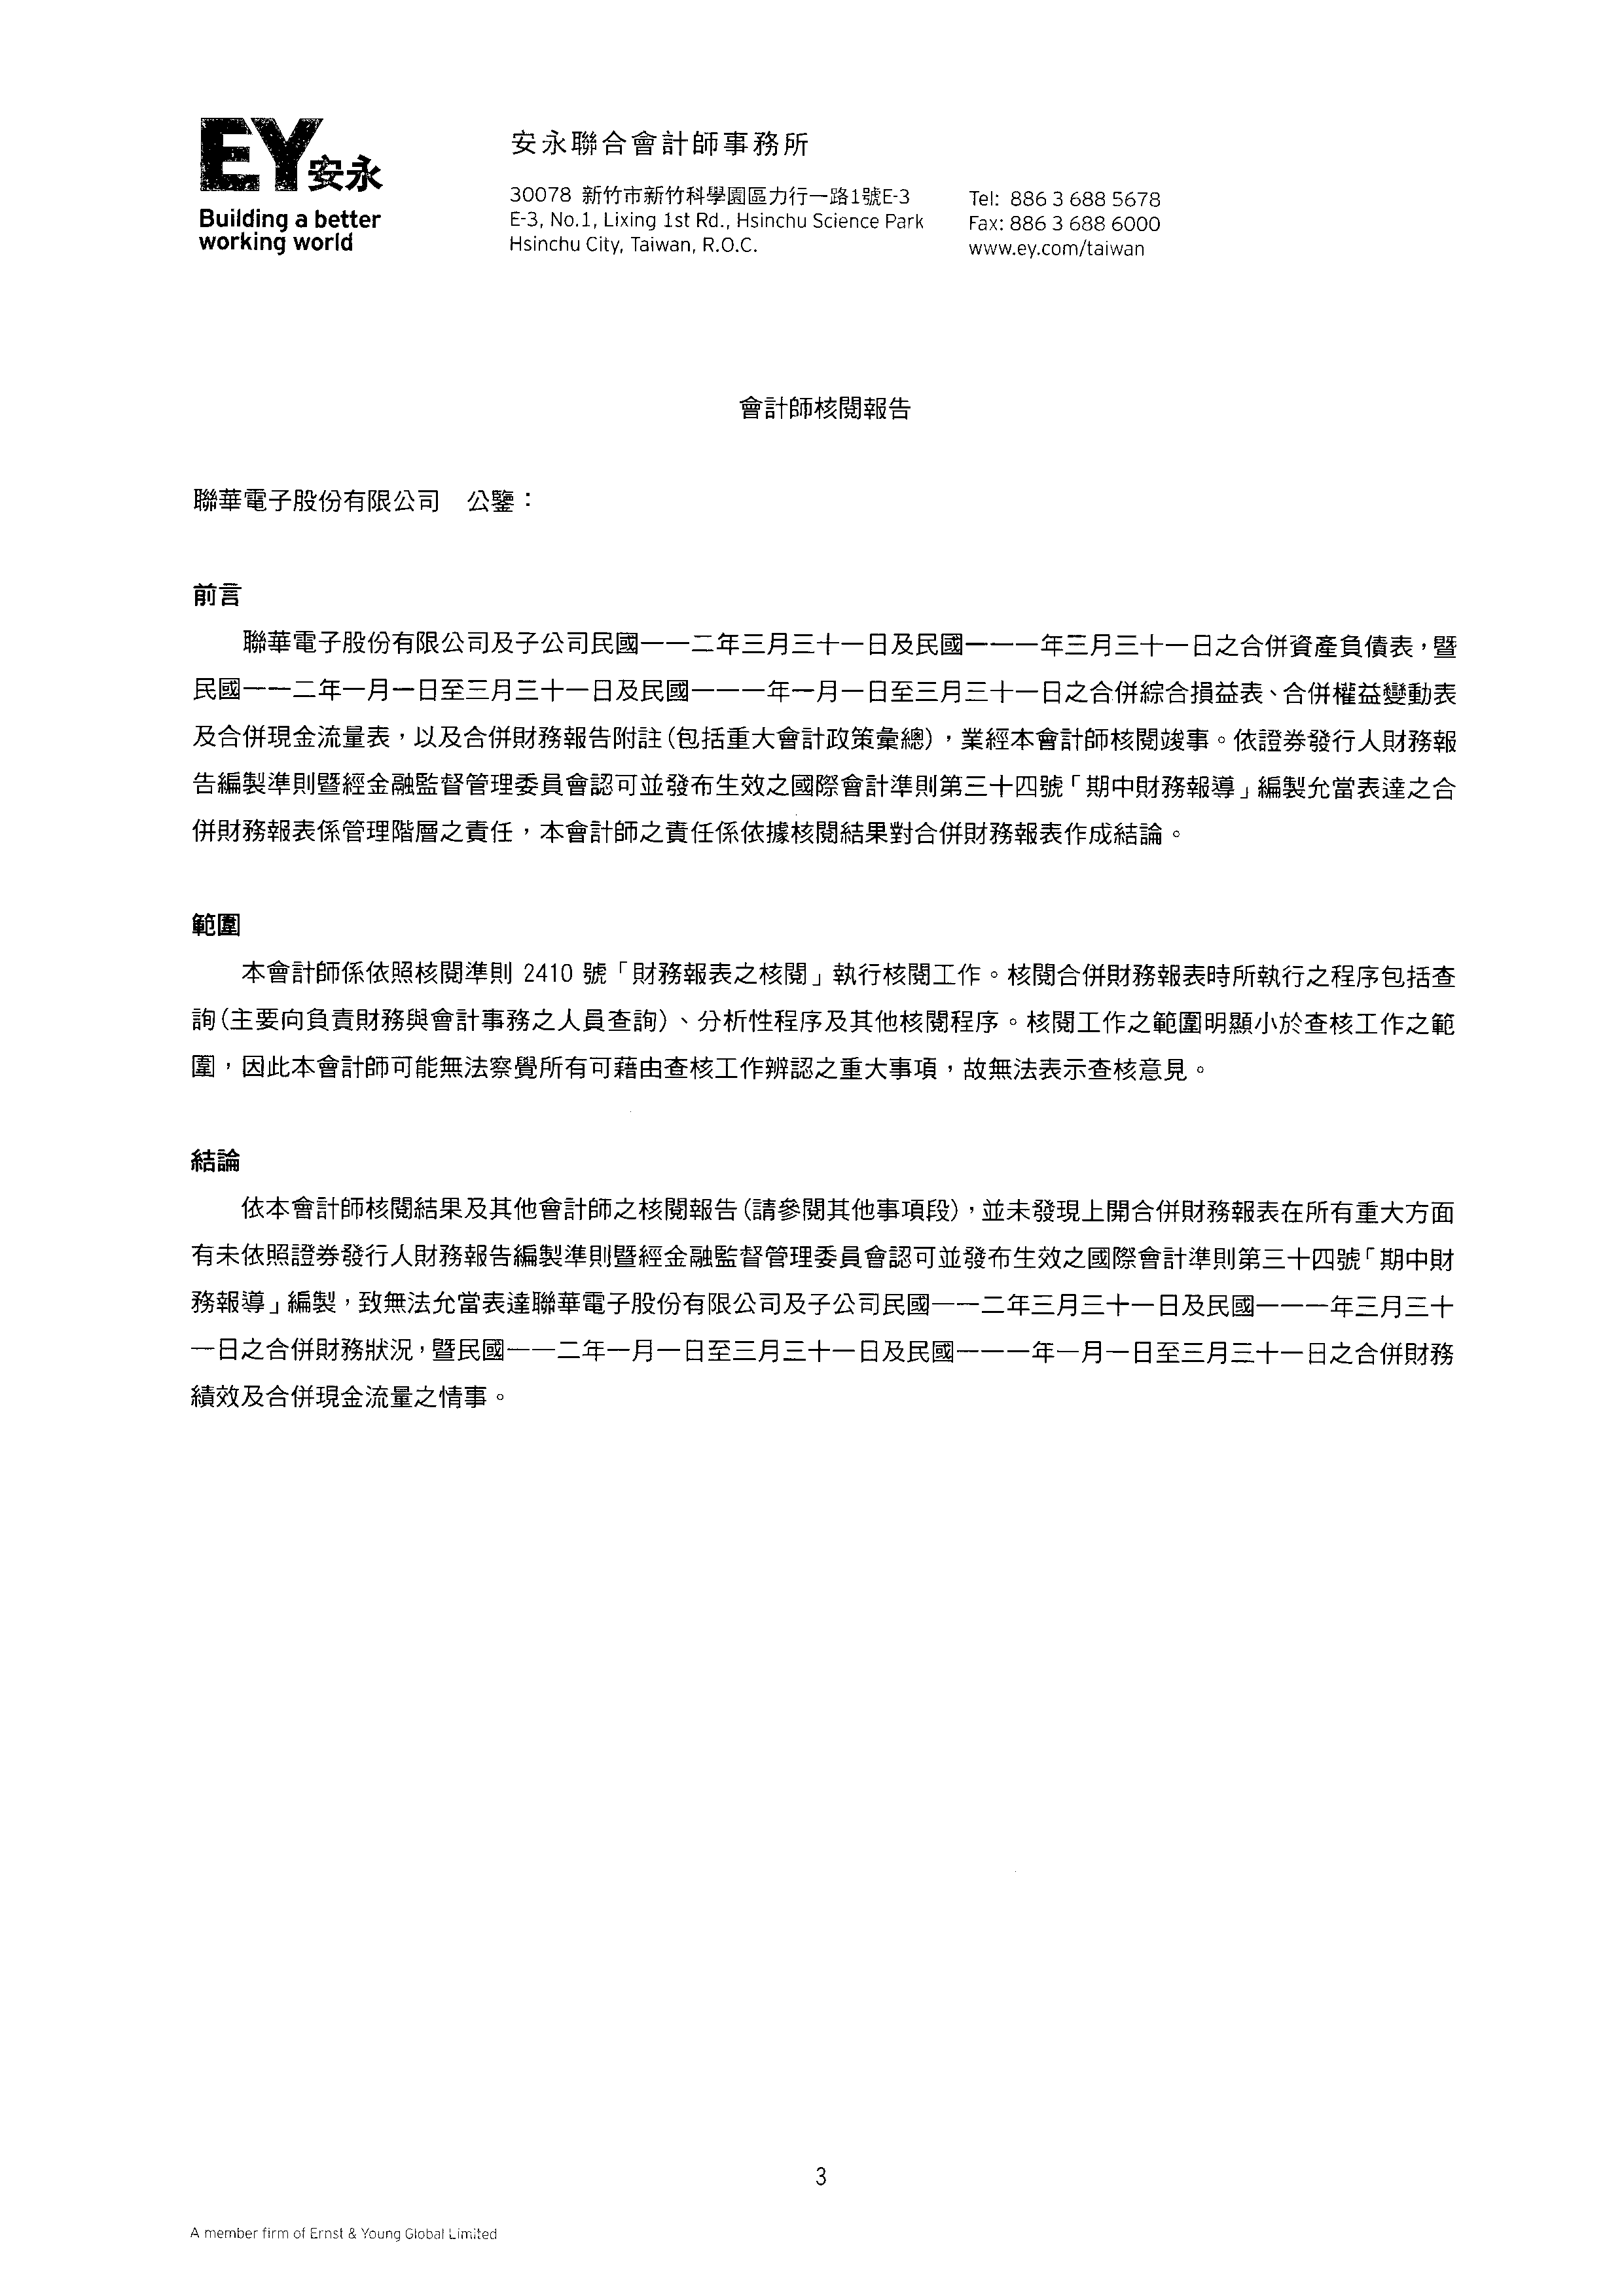 EY安永
Building a better
working world
安永聯合會計師事務所
30078 新竹市新竹科學園區力行一路1號E-3
E-3, No.1, Lixing 1st Rd., Hsinchu Science Park
Hsinchu City, Taiwan, R.O.C.
Tel: 886 3 688 5678
Fax: 886 3 688 6000
www.ey.com/taiwan
會計師核閱報告
聯華電子股份有限公司 公鑒：
前言
聯華電子股份有限公司及子公司民國一一二年三月三十一日及民國一一一年三月三十一日之合併資產負債表，暨
民國一一二年一月一日至三月三十一日及民國一一一年一月一日至三月三十一日之合併綜合損益表、合併權益變動表
及合併現金流量表，以及合併財務報告附註(包括重大會計政策彙總)，業經本會計師核閱竣事。依證券發行人財務報
告編製準則暨經金融監督管理委員會認可並發布生效之國際會計準則第三十四號「期中財務報導」編製允當表達之合
併財務報表係管理階層之責任，本會計師之責任係依據核閱結果對合併財務報表作成結論。
範圍
本會計師係依照核閱準則 2410 號「財務報表之核閱」執行核閱工作。核閱合併財務報表時所執行之程序包括查
詢(主要向負責財務與會計事務之人員查詢)、分析性程序及其他核閱程序。核閱工作之範圍明顯小於查核工作之範
圍，因此本會計師可能無法察覺所有可藉由查核工作辨認之重大事項，故無法表示查核意見。
結論
依本會計師核閱結果及其他會計師之核閱報告(請參閱其他事項段)，並未發現上開合併財務報表在所有重大方面
有未依照證券發行人財務報告編製準則暨經金融監督管理委員會認可並發布生效之國際會計準則第三十四號「期中財
務報導」編製，致無法允當表達聯華電子股份有限公司及子公司民國一一二年三月三十一日及民國一一一年三月三十
一日之合併財務狀況，暨民國一一二年一月一日至三月三十一日及民國一一一年一月一日至三月三十一日之合併財務
績效及合併現金流量之情事。
3
A member firm of Ernst & Young Global Limited